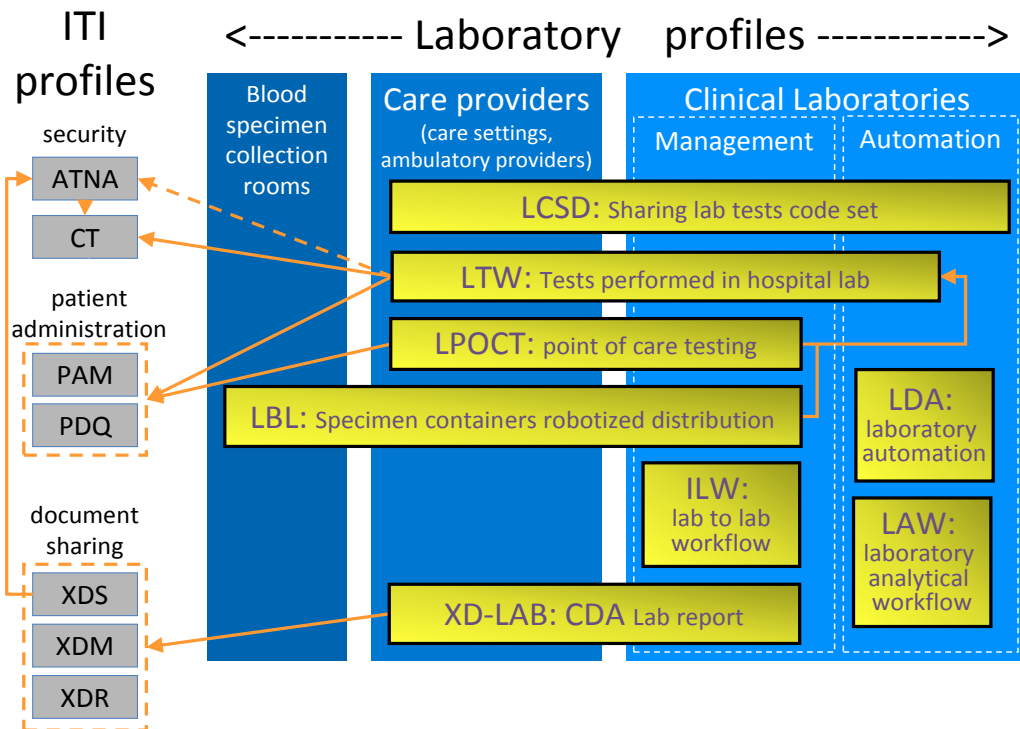 ITI
profiles
<----------- Laboratory profiles ----------->
security
ATNA
CT
patient
administration
PAM
PDQ
document
sharing
XDS
XDM
XDR
Blood
specimen
collection
rooms
Care providers
(care settings,
ambulatory providers)
Clinical Laboratories
Management
Automation
LCSD: Sharing lab tests code set
LTW: Tests performed in hospital lab
LPOCT: point of care testing
LBL: Specimen containers robotized distribution
LDA:
laboratory
automation
ILW:
lab to lab
workflow
LAW:
laboratory
analytical
workflow
XD-LAB: CDA Lab report